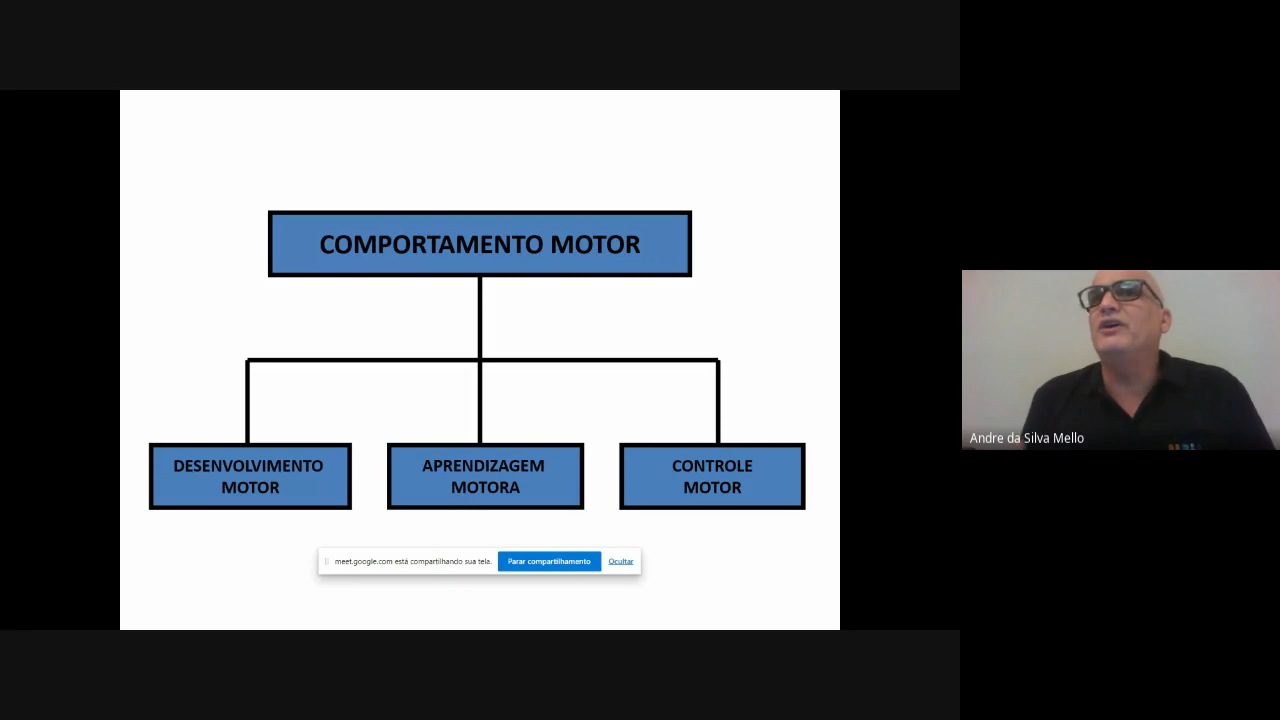 COMPORTAMENTO MOTOR
DESENVOLVIMENTO
MOTOR
APRENDIZAGEM
MOTORA
CONTROLE
MOTOR
meet.google.com está compartilhando sua tela. Parar compartilhamento Ocultar
Andre da Silva Mello